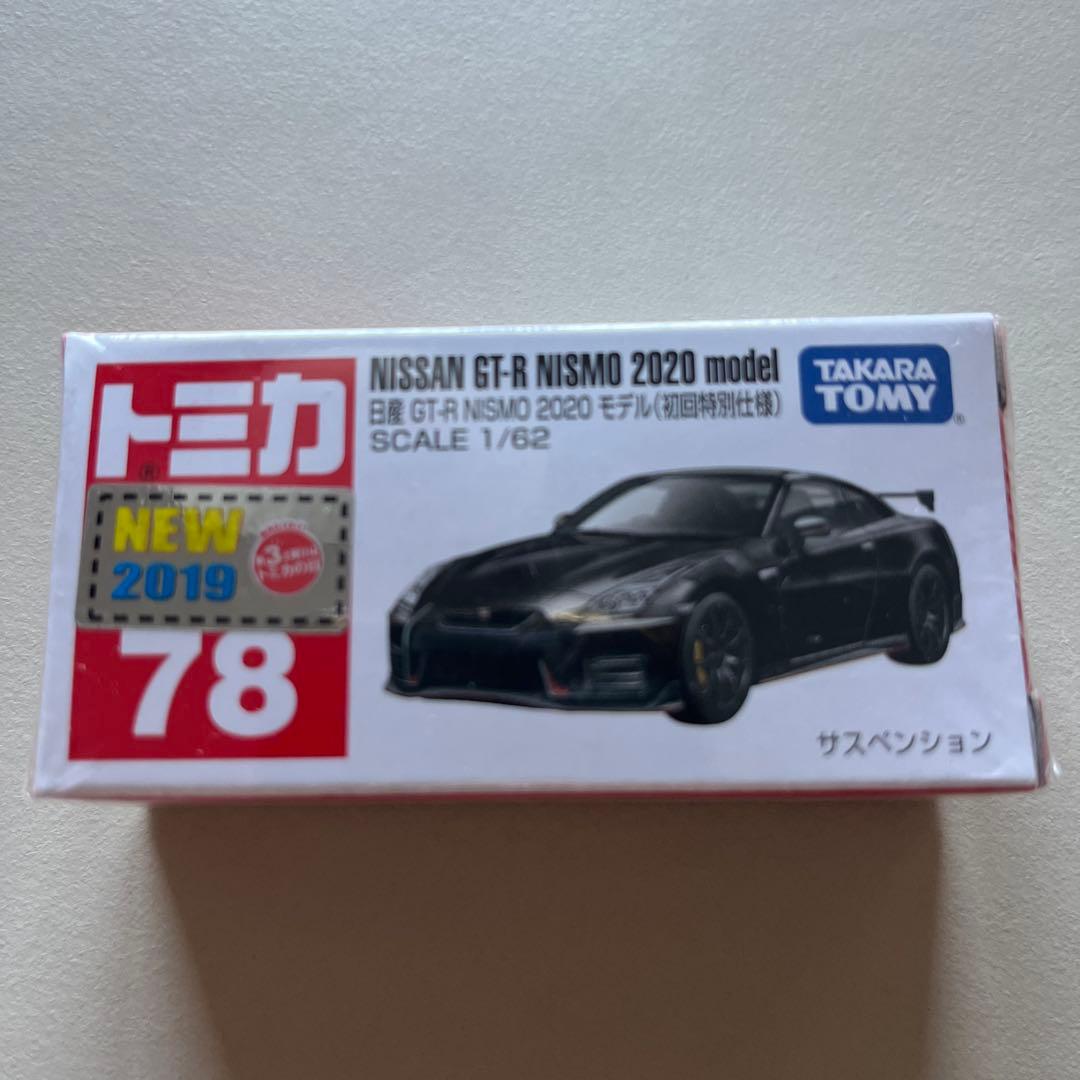 トミカ
®
NEW
2019
78
NISSAN GT-R NISMO 2020 model
日産 GT-R NISMO 2020 モデル(初回特別仕様)
SCALE 1/62
TAKARA
TOMY
®
サスペンション